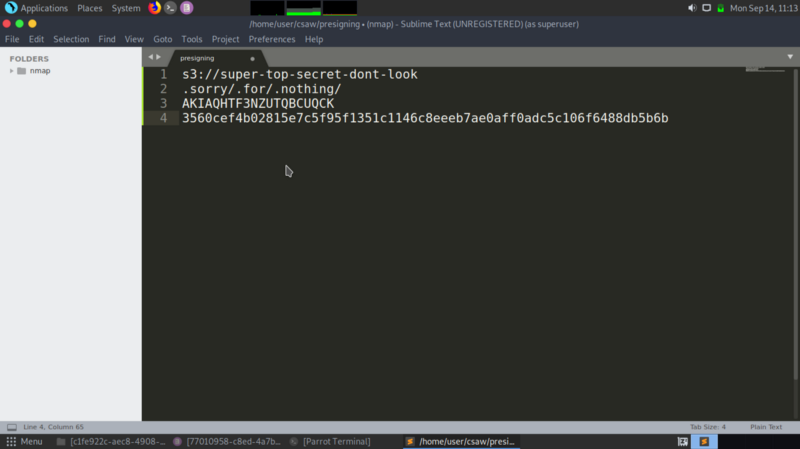 Applications Places System Mon Sep 14, 11:13
/home/user/csaw/presigning • (nmap) - Sublime Text (UNREGISTERED) (as superuser)
File Edit Selection Find View Goto Tools Project Preferences Help
FOLDERS
nmap
presigning
1 s3://super-top-secret-dont-look
2 .sorry/.for/.nothing/
3 AKIAQHTF3NZUTQBCUQCK
4 3560cef4b02815e7c5f95f1351c1146c8eeeb7ae0aff0adc5c106f6488db5b6b
Line 4, Column 65 Tab Size: 4 Plain Text
Menu [c1fe922c-aec8-4908-... [77010958-c8ed-4a7b... [Parrot Terminal] /home/user/csaw/presi...